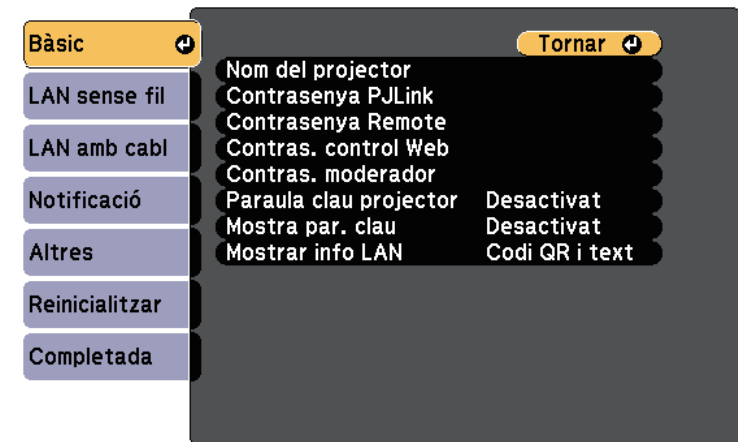 Bàsic
LAN sense fil
LAN amb cabl
Notificació
Altres
Reinicialitzar
Completada
Tornar
Nom del projector
Contrasenya PJLink
Contrasenya Remote
Contras. control Web
Contras. moderador
Paraula clau projector Desactivat
Mostra par. clau Desactivat
Mostrar info LAN Codi QR i text